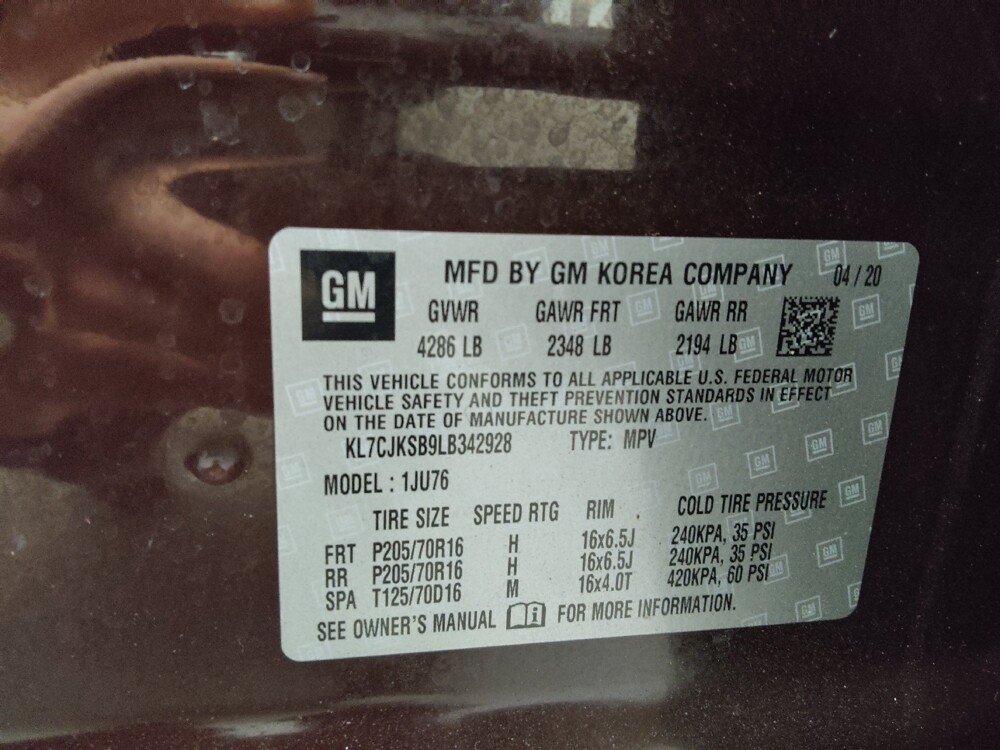 GM
MFD BY GM KOREA COMPANY 04 / 20
GVWR GAWR FRT GAWR RR
4286 LB 2348 LB 2194 LB
THIS VEHICLE CONFORMS TO ALL APPLICABLE U.S. FEDERAL MOTOR
VEHICLE SAFETY AND THEFT PREVENTION STANDARDS IN EFFECT
ON THE DATE OF MANUFACTURE SHOWN ABOVE.
KL7CJKSB9LB342928 TYPE: MPV
MODEL : 1JU76
TIRE SIZE SPEED RTG RIM . COLD TIRE PRESSURE
FRT P205/70R16 H 16x6.5J 240KPA, 35 PSI
RR P205/70R16 H 16x6.5J 240KPA, 35 PSI
SPA T125/70D16 M 16x4.0T 420KPA, 60 PSI
SEE OWNER'S MANUAL i FOR MORE INFORMATION.